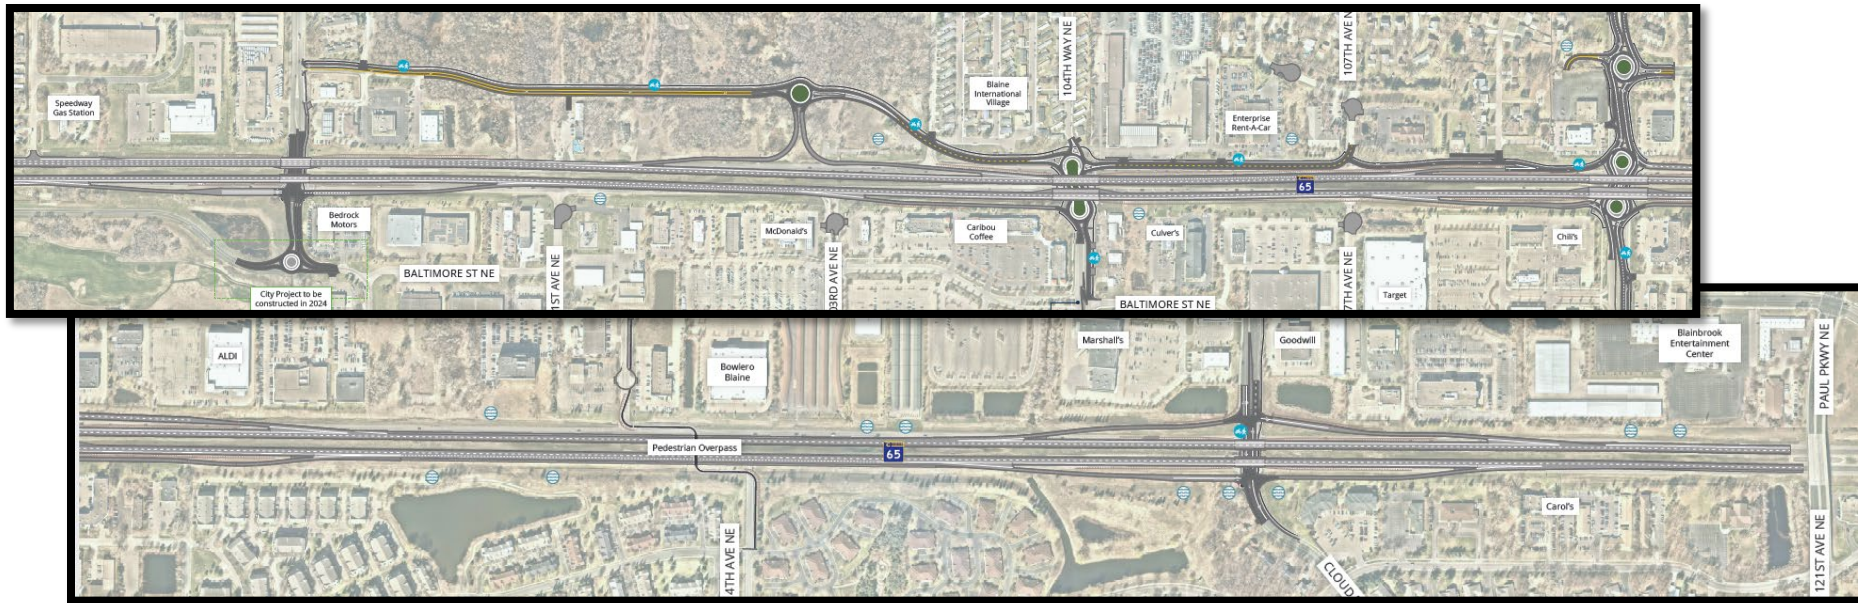 104TH WAY NE
107TH AVE N
Speedway
Gas Station
Blaine
International
Village
Enterprise
Rent-A-Car
65
Bedrock
Motors
McDonald's
Caribou
Coffee
Culver's
Chili's
BALTIMORE ST NE
1ST AVE NE
03RD AVE NE
7TH AVE NE
Target
City Project to be
constructed in 2024
BALTIMORE ST NE
ALDI
Bowlero
Blaine
Marshall's
Goodwill
Blainbrook
Entertainment
Center
PAUL PKWY NE
Pedestrian Overpass
65
Carol's
4TH AVE NE
CLOUD
121ST AVE NE